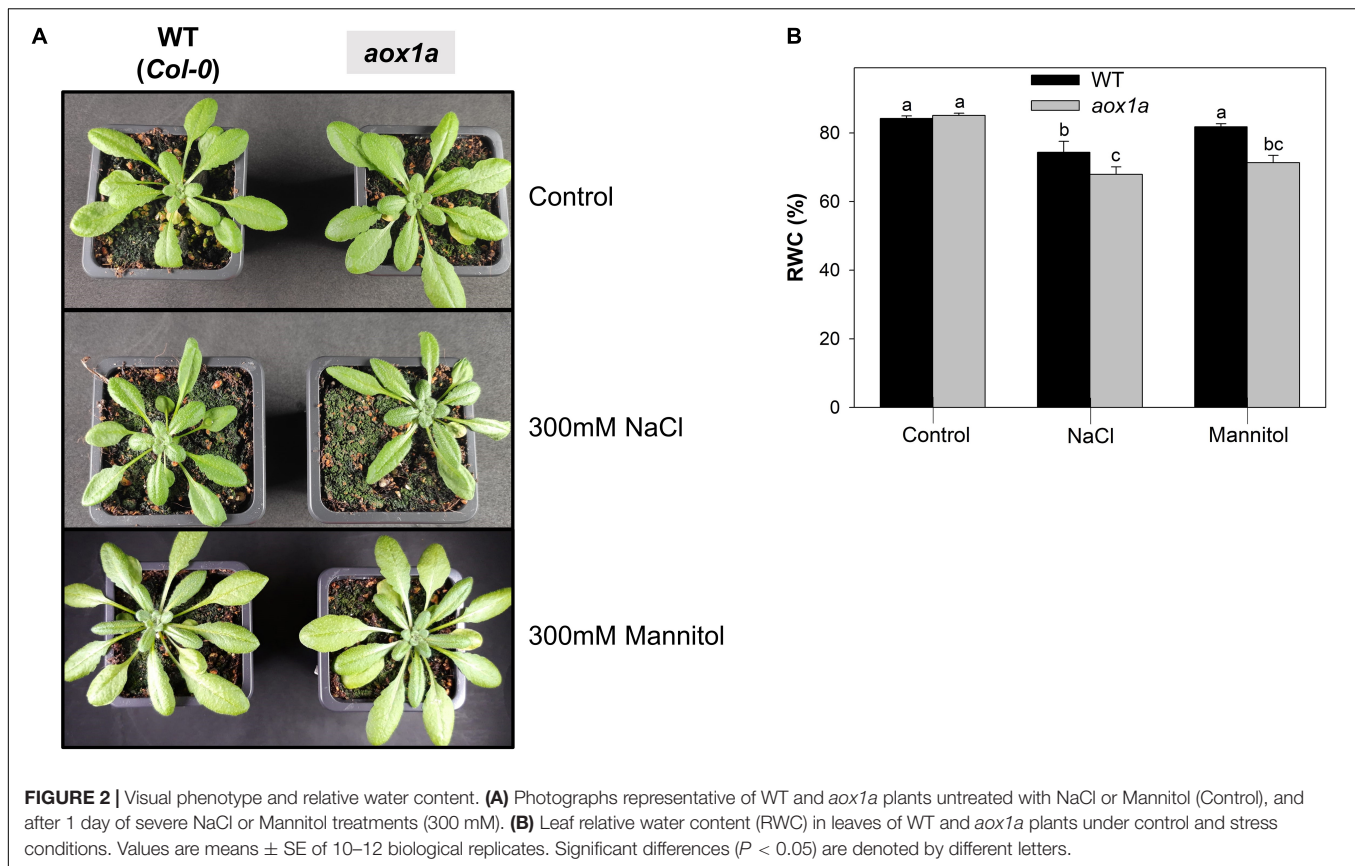 A
WT
(Col-0)
aox1a
Control
300mM NaCl
300mM Mannitol
B
WT
aox1a
a a b c a bc
80
60
40
20
0
RWC (%)
Control NaCl Mannitol
FIGURE 2 | Visual phenotype and relative water content. (A) Photographs representative of WT and aox1a plants untreated with NaCl or Mannitol (Control), and
after 1 day of severe NaCl or Mannitol treatments (300 mM). (B) Leaf relative water content (RWC) in leaves of WT and aox1a plants under control and stress
conditions. Values are means ± SE of 10–12 biological replicates. Significant differences (P < 0.05) are denoted by different letters.